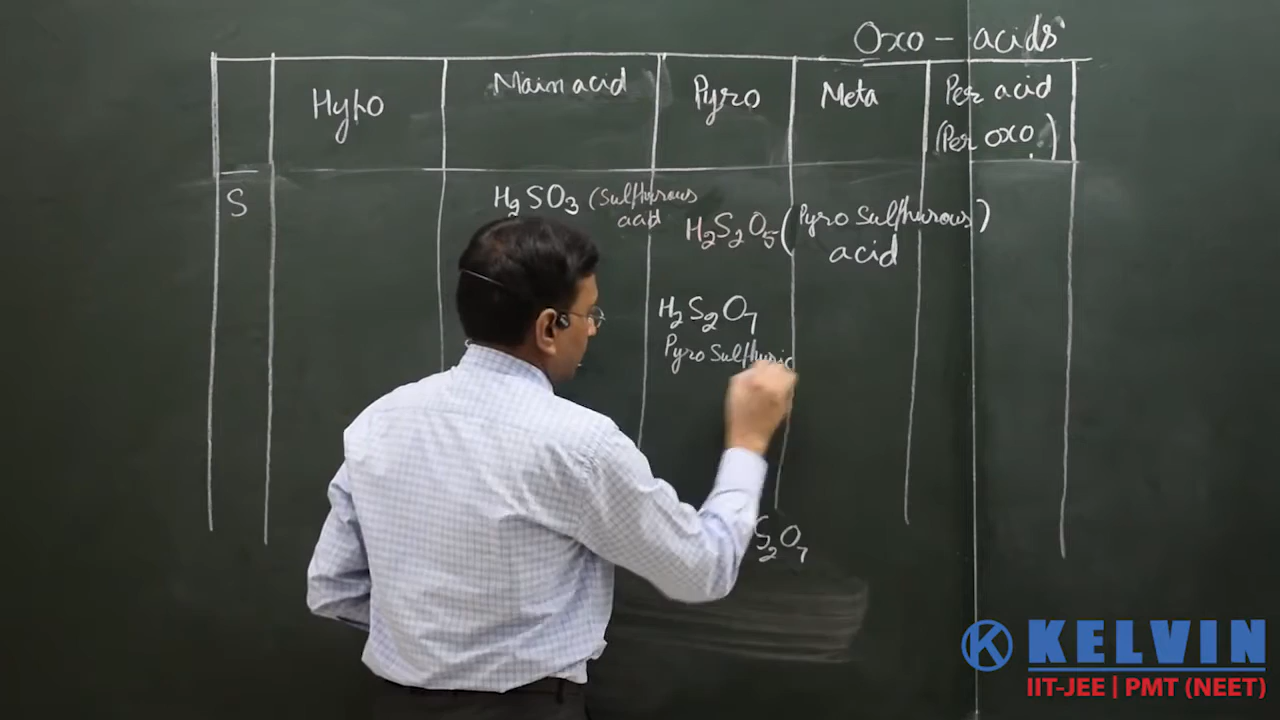 Oxo - acids
Hypo
Main acid
Pyro
Meta
Per acid
(Per oxo)
S
H₂SO₃ (Sulphurous
acid
H₂S₂O₅ (Pyro Sulphurous)
acid
H₂S₂O₇
Pyro Sulphuric
S₂O₇
KELVIN
IIT-JEE | PMT (NEET)